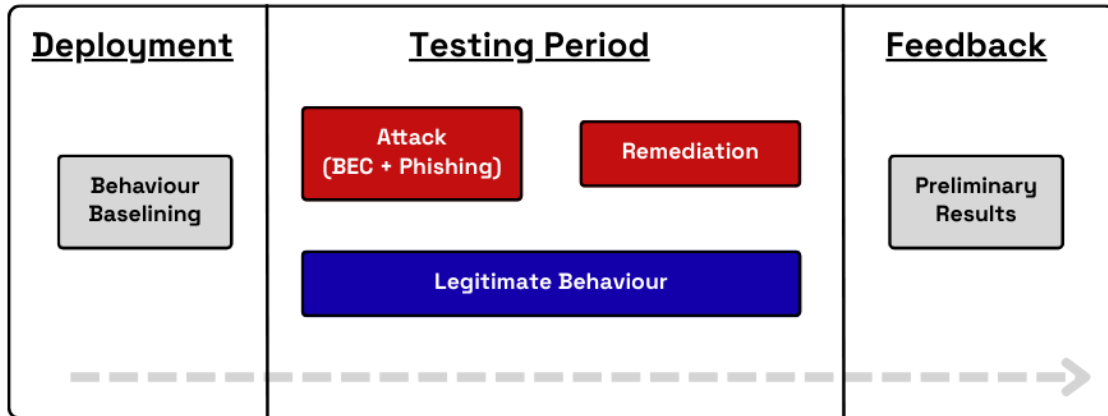 Deployment
Testing Period
Feedback
Behaviour
Baselining
Attack
(BEC + Phishing)
Remediation
Legitimate Behaviour
Preliminary
Results